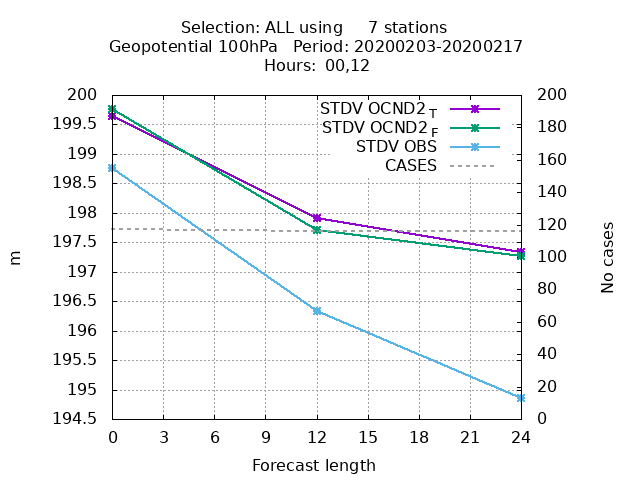 Selection: ALL using     7 stations
Geopotential 100hPa   Period: 20200203-20200217
Hours: 00,12
STDV OCND2 T
STDV OCND2 F
STDV OBS
CASES
200
199.5
199
198.5
198
197.5
197
196.5
196
195.5
195
194.5
200
180
160
140
120
100
80
60
40
20
0
m
No cases
0 3 6 9 12 15 18 21 24
Forecast length